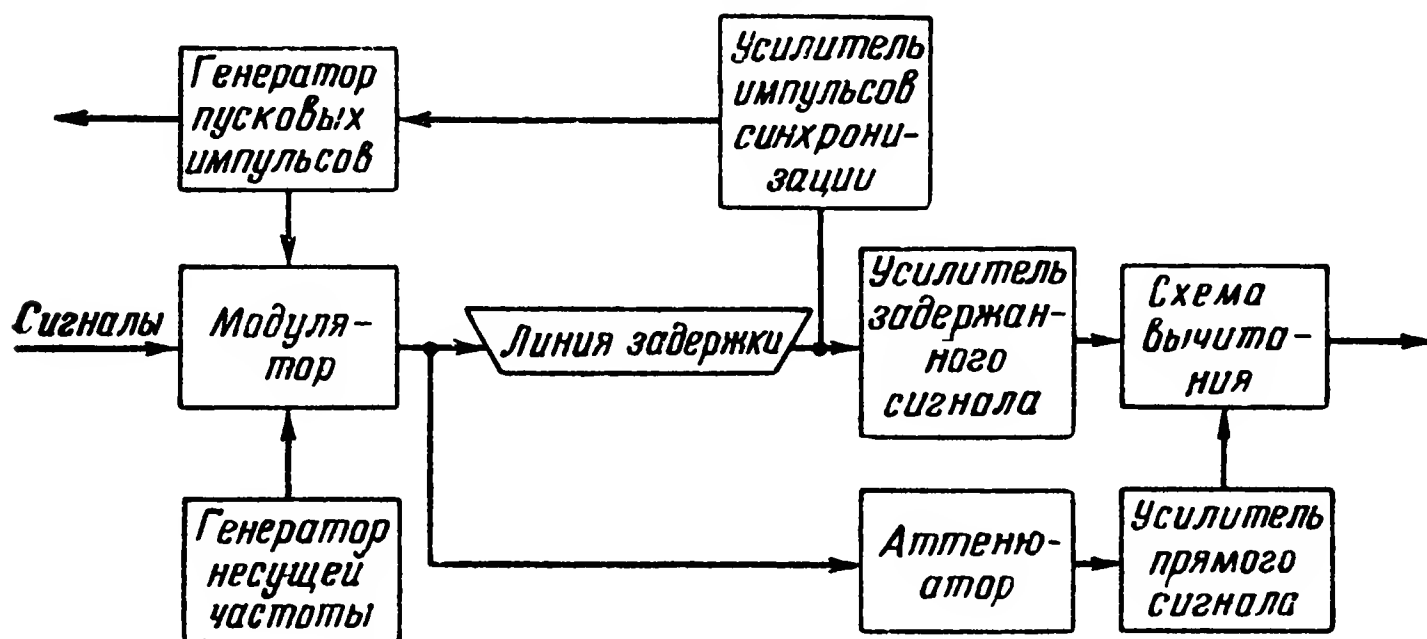 Генератор
пусковых
импульсов
Усилитель
импульсов
синхрони-
зации
Сигналы
Модуля-
тор
Линия задержки
Усилитель
задержан-
ного
сигнала
Схема
вычита-
ния
Генератор
несущей
частоты
Аттеню-
атор
Усилитель
прямого
сигнала